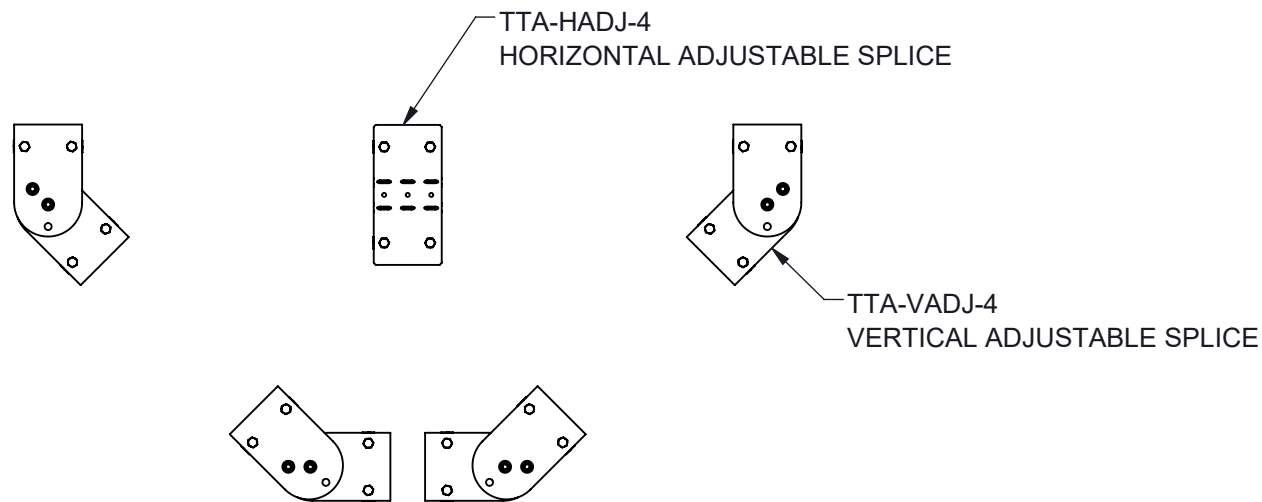 TTA-HADJ-4
HORIZONTAL ADJUSTABLE SPLICE
TTA-VADJ-4
VERTICAL ADJUSTABLE SPLICE